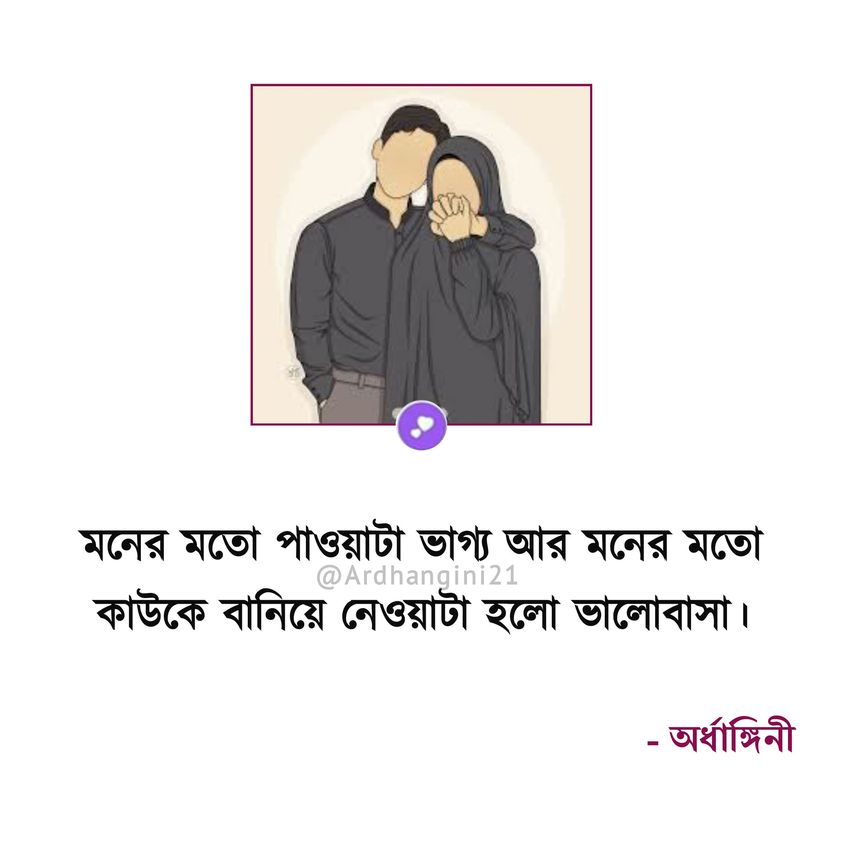 মনের মতো পাওয়াটা ভাগ্য আর মনের মতো
@Ardhangini21
কাউকে বানিয়ে নেওয়াটা হলো ভালোবাসা।
- অর্ধাঙ্গিনী